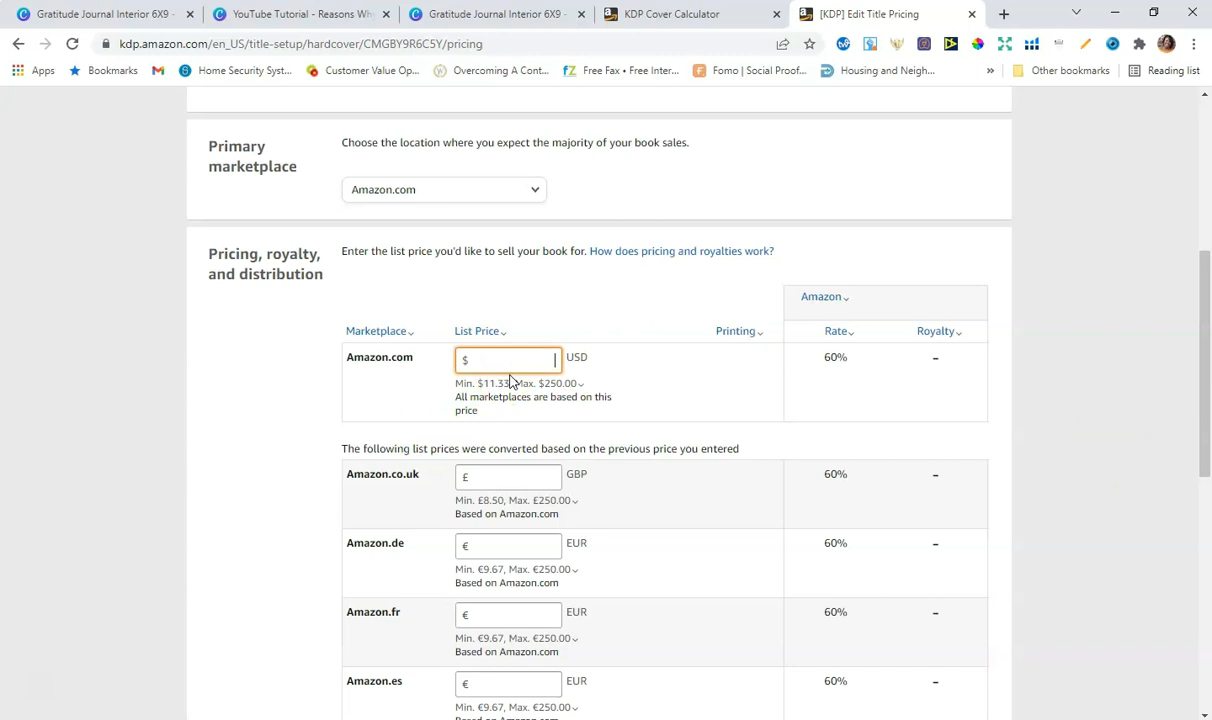 Gratitude Journal Interior 6X9 - YouTube Tutorial - Reasons Wh Gratitude Journal Interior 6X9 - KDP Cover Calculator [KDP] Edit Title Pricing
kdp.amazon.com/en_US/title-setup/hardcover/CMGBY9R6C5Y/pricing
Apps Bookmarks Home Security Syst... Customer Value Op... Overcoming A Cont... Free Fax • Free Inter... Fomo | Social Proof... Housing and Neigh... » Other bookmarks Reading list
Primary marketplace
Choose the location where you expect the majority of your book sales.
Amazon.com
Pricing, royalty, and distribution
Enter the list price you'd like to sell your book for. How does pricing and royalties work?
Amazon
Marketplace List Price Printing Rate Royalty
Amazon.com $ USD 60% –
Min. $11.33, Max. $250.00
All marketplaces are based on this
price
The following list prices were converted based on the previous price you entered
Amazon.co.uk £ GBP 60% –
Min. £8.50, Max. £250.00
Based on Amazon.com
Amazon.de € EUR 60% –
Min. €9.67, Max. €250.00
Based on Amazon.com
Amazon.fr € EUR 60% –
Min. €9.67, Max. €250.00
Based on Amazon.com
Amazon.es € EUR 60% –
Min. €9.67, Max. €250.00